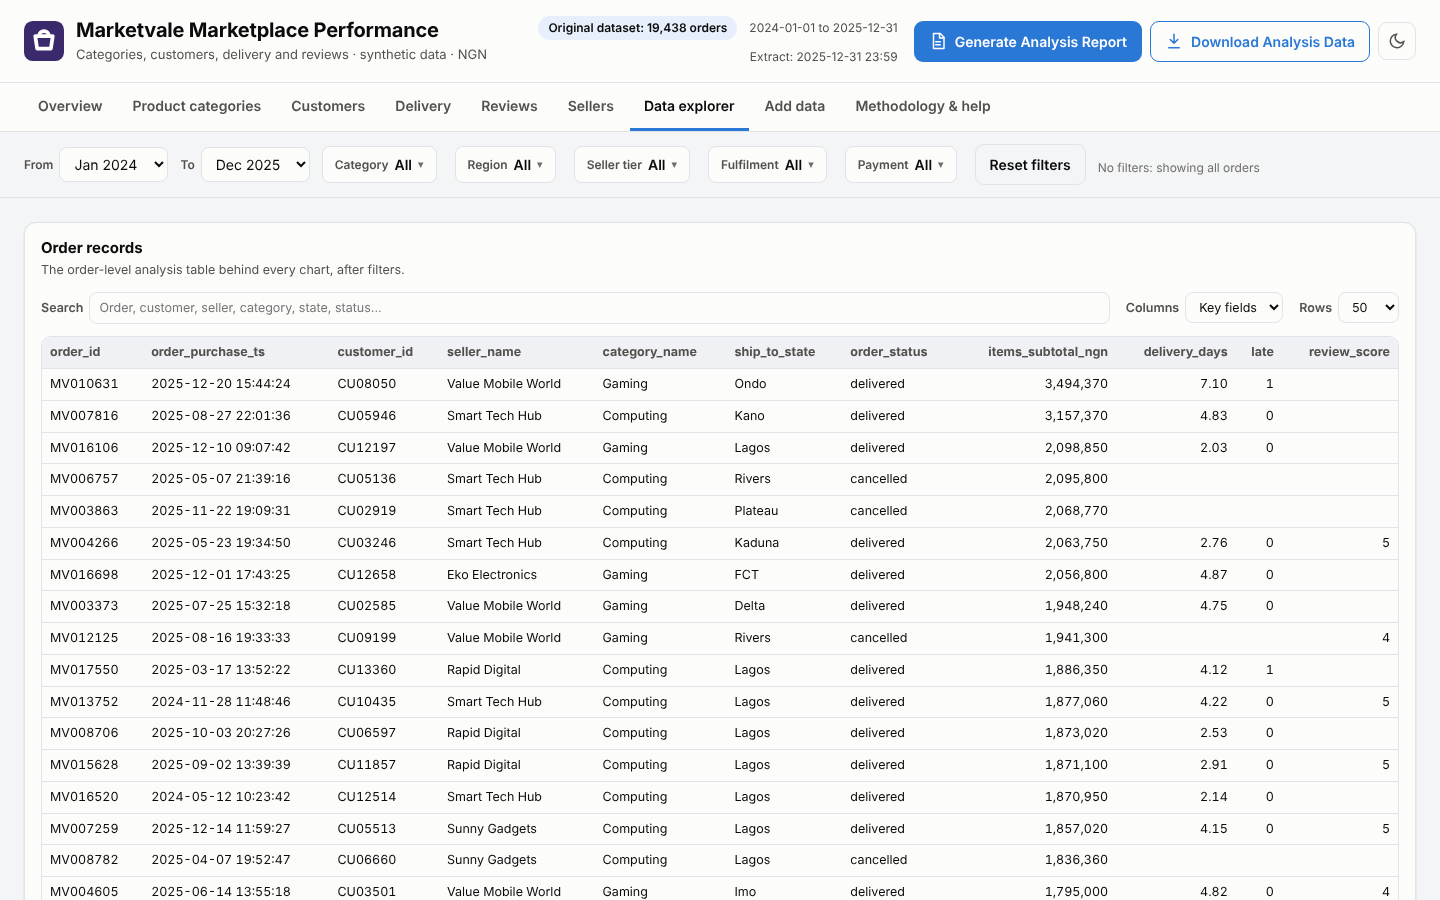 Marketvale Marketplace Performance
Categories, customers, delivery and reviews · synthetic data · NGN
Original dataset: 19,438 orders
2024-01-01 to 2025-12-31
Extract: 2025-12-31 23:59
Generate Analysis Report
Download Analysis Data
Overview Product categories Customers Delivery Reviews Sellers Data explorer Add data Methodology & help
From Jan 2024 To Dec 2025 Category All ▾ Region All ▾ Seller tier All ▾ Fulfilment All ▾ Payment All ▾ Reset filters No filters: showing all orders
Order records
The order-level analysis table behind every chart, after filters.
Search Order, customer, seller, category, state, status... Columns Key fields Rows 50
order_id order_purchase_ts customer_id seller_name category_name ship_to_state order_status items_subtotal_ngn delivery_days late review_score
MV010631 2025-12-20 15:44:24 CU08050 Value Mobile World Gaming Ondo delivered 3,494,370 7.10 1
MV007816 2025-08-27 22:01:36 CU05946 Smart Tech Hub Computing Kano delivered 3,157,370 4.83 0
MV016106 2025-12-10 09:07:42 CU12197 Value Mobile World Gaming Lagos delivered 2,098,850 2.03 0
MV006757 2025-05-07 21:39:16 CU05136 Smart Tech Hub Computing Rivers cancelled 2,095,800
MV003863 2025-11-22 19:09:31 CU02919 Smart Tech Hub Computing Plateau cancelled 2,068,770
MV004266 2025-05-23 19:34:50 CU03246 Smart Tech Hub Computing Kaduna delivered 2,063,750 2.76 0 5
MV016698 2025-12-01 17:43:25 CU12658 Eko Electronics Gaming FCT delivered 2,056,800 4.87 0
MV003373 2025-07-25 15:32:18 CU02585 Value Mobile World Gaming Delta delivered 1,948,240 4.75 0
MV012125 2025-08-16 19:33:33 CU09199 Value Mobile World Gaming Rivers cancelled 1,941,300 4
MV017550 2025-03-17 13:52:22 CU13360 Rapid Digital Computing Lagos delivered 1,886,350 4.12 1
MV013752 2024-11-28 11:48:46 CU10435 Smart Tech Hub Computing Lagos delivered 1,877,060 4.22 0 5
MV008706 2025-10-03 20:27:26 CU06597 Rapid Digital Computing Lagos delivered 1,873,020 2.53 0
MV015628 2025-09-02 13:39:39 CU11857 Rapid Digital Computing Lagos delivered 1,871,100 2.91 0 5
MV016520 2024-05-12 10:23:42 CU12514 Smart Tech Hub Computing Lagos delivered 1,870,950 2.14 0
MV007259 2025-12-14 11:59:27 CU05513 Sunny Gadgets Computing Lagos delivered 1,857,020 4.15 0 5
MV008782 2025-04-07 19:52:47 CU06660 Sunny Gadgets Computing Lagos cancelled 1,836,360
MV004605 2025-06-14 13:55:18 CU03501 Value Mobile World Gaming Imo delivered 1,795,000 4.82 0 4